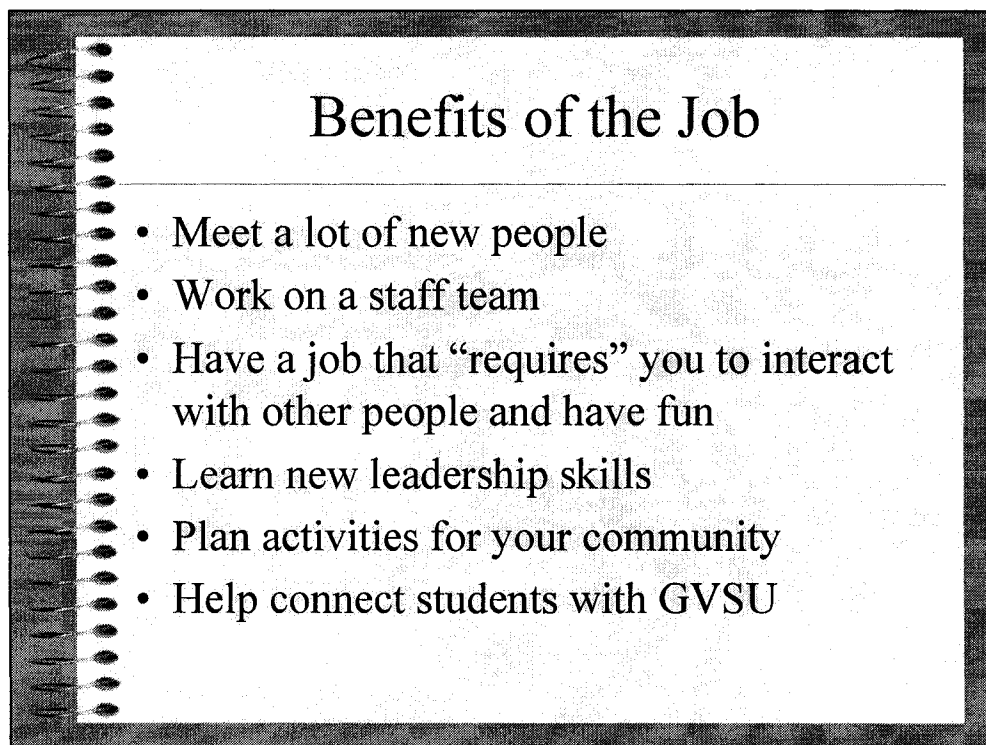 Benefits of the Job
• Meet a lot of new people
• Work on a staff team
• Have a job that “requires” you to interact
with other people and have fun
• Learn new leadership skills
• Plan activities for your community
• Help connect students with GVSU